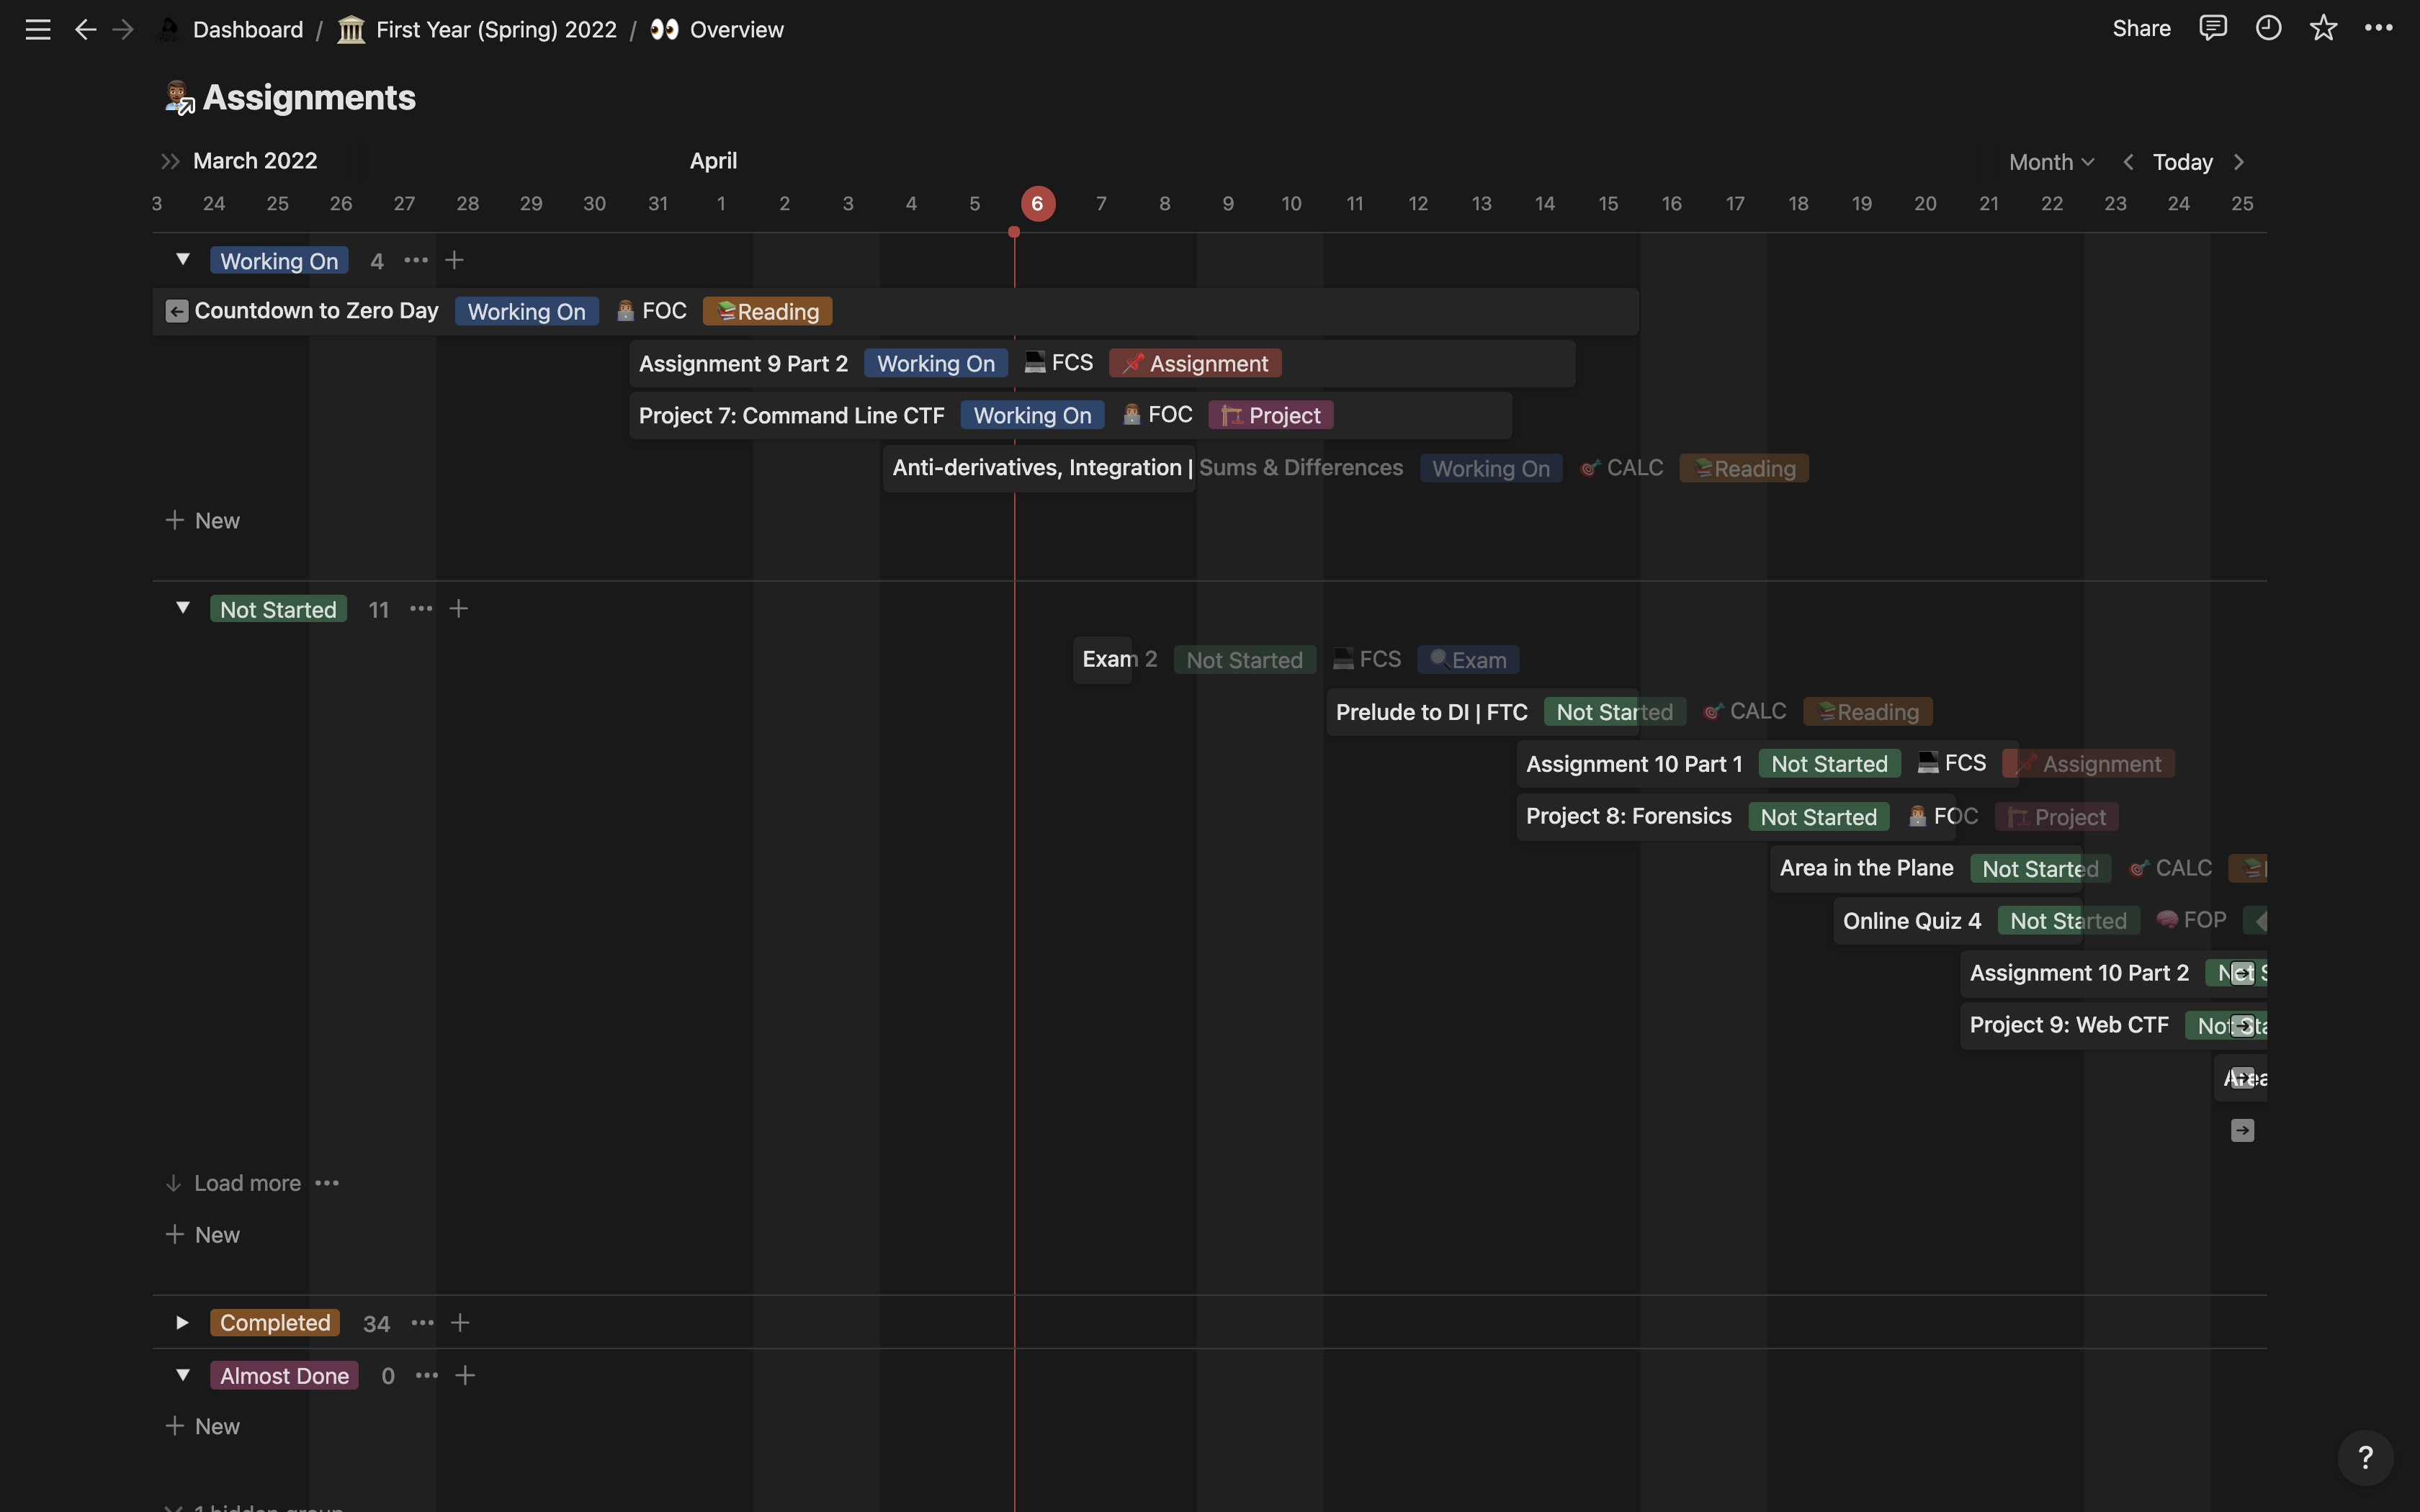 Dashboard / First Year (Spring) 2022 / Overview
Share
Assignments
March 2022 April Month Today
3 24 25 26 27 28 29 30 31 1 2 3 4 5 6 7 8 9 10 11 12 13 14 15 16 17 18 19 20 21 22 23 24 25
Working On 4
Countdown to Zero Day Working On FOC Reading
Assignment 9 Part 2 Working On FCS Assignment
Project 7: Command Line CTF Working On FOC Project
Anti-derivatives, Integration | Sums & Differences Working On CALC Reading
New
Not Started 11
Exam 2 Not Started FCS Exam
Prelude to DI | FTC Not Started CALC Reading
Assignment 10 Part 1 Not Started FCS Assignment
Project 8: Forensics Not Started FOC Project
Area in the Plane Not Started CALC
Online Quiz 4 Not Started FOP
Assignment 10 Part 2 Not S
Project 9: Web CTF Not Sta
Area
Load more
New
Completed 34
Almost Done 0
New
1 hidden group
?